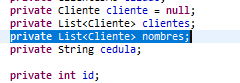 private Cliente cliente = null;
private List<Cliente> clientes;
private List<Cliente> nombres;
private String cedula;
private int id;